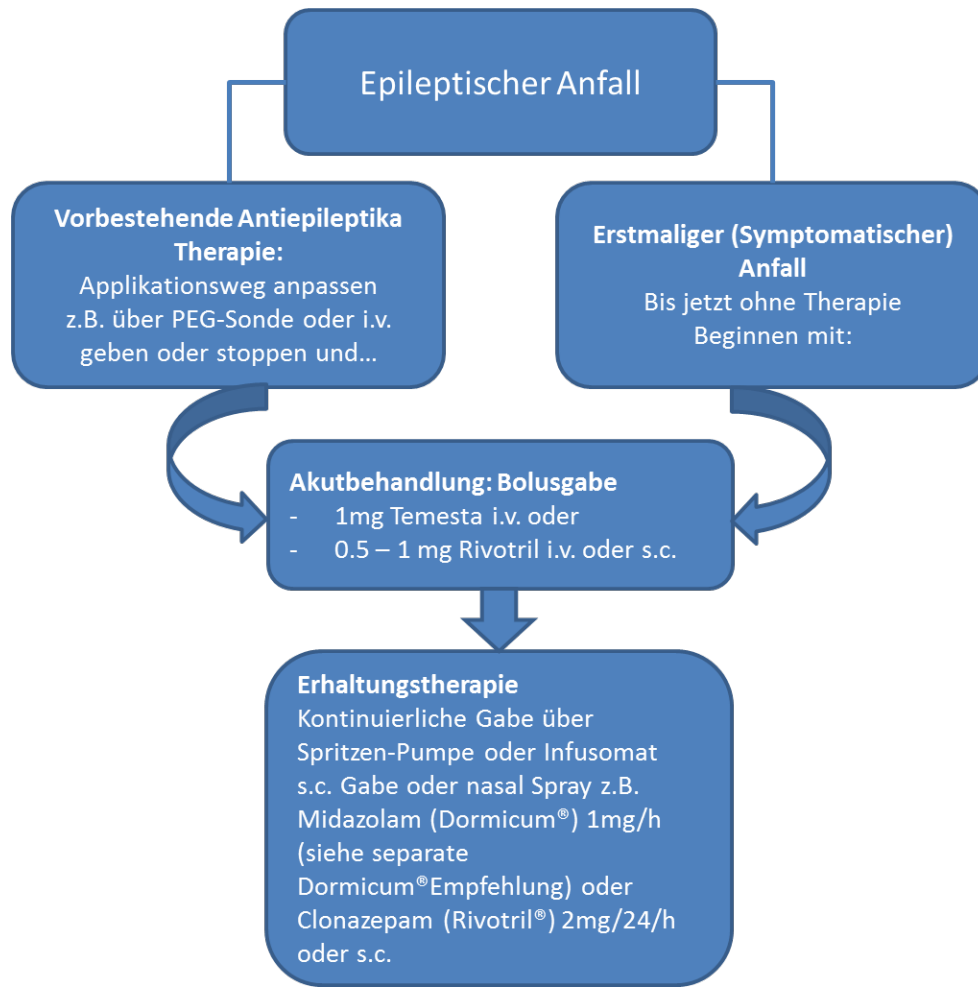 Epileptischer Anfall
Vorbestehende Antiepileptika
Therapie:
Applikationsweg anpassen
z.B. über PEG-Sonde oder i.v.
geben oder stoppen und...
Erstmaliger (Symptomatischer)
Anfall
Bis jetzt ohne Therapie
Beginnen mit:
Akutbehandlung: Bolusgabe
- 1mg Temesta i.v. oder
- 0.5 – 1 mg Rivotril i.v. oder s.c.
Erhaltungstherapie
Kontinuierliche Gabe über
Spritzen-Pumpe oder Infusomat
s.c. Gabe oder nasal Spray z.B.
Midazolam (Dormicum®) 1mg/h
(siehe separate
Dormicum®Empfehlung) oder
Clonazepam (Rivotril®) 2mg/24/h
oder s.c.